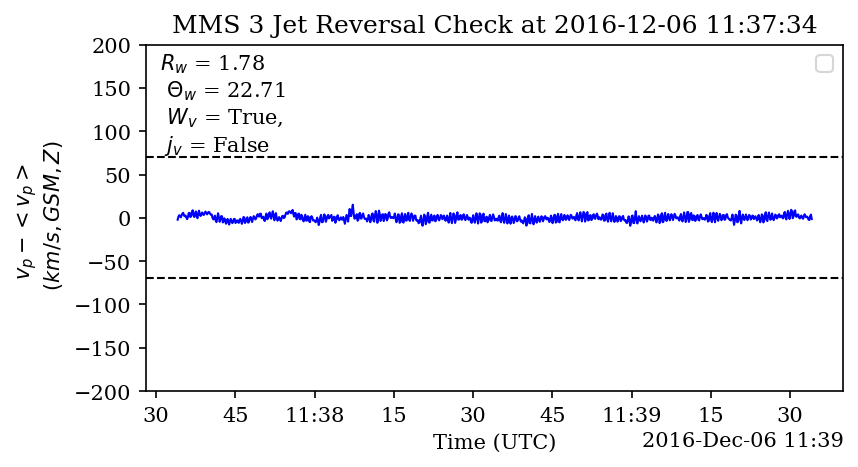 MMS 3 Jet Reversal Check at 2016-12-06 11:37:34
R_w = 1.78
Θ_w = 22.71
W_v = True,
j_v = False
200
150
100
50
0
−50
−100
−150
−200
v_p − < v_p >
(km/s, GSM, Z)
30 45 11:38 15 30 45 11:39 15 30
Time (UTC)
2016-Dec-06 11:39